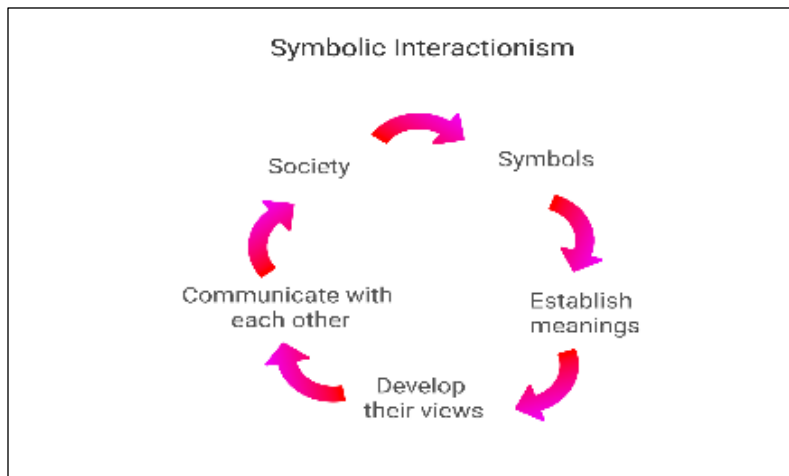 Symbolic Interactionism
Society
Symbols
Establish
meanings
Develop
their views
Communicate with
each other